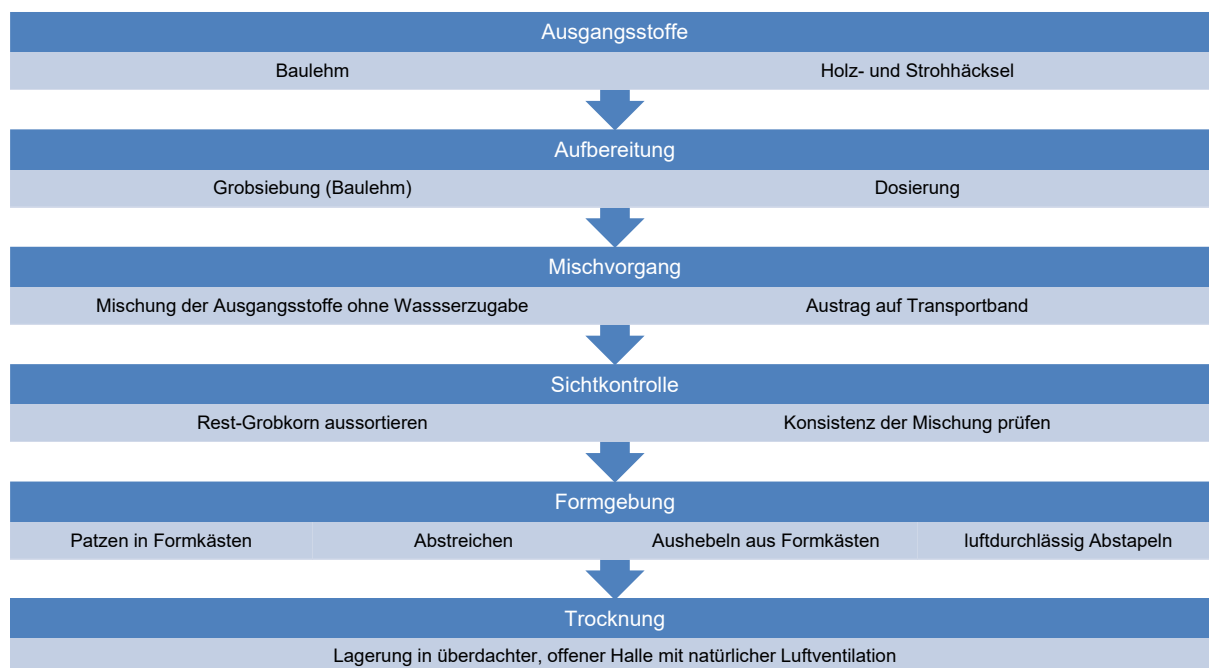 Ausgangsstoffe
Baulehm Holz- und Strohhäcksel
Aufbereitung
Grobsiebung (Baulehm) Dosierung
Mischvorgang
Mischung der Ausgangsstoffe ohne Wassserzugabe Austrag auf Transportband
Sichtkontrolle
Rest-Grobkorn aussortieren Konsistenz der Mischung prüfen
Formgebung
Patzen in Formkästen Abstreichen Aushebeln aus Formkästen luftdurchlässig Abstapeln
Trocknung
Lagerung in überdachter, offener Halle mit natürlicher Luftventilation